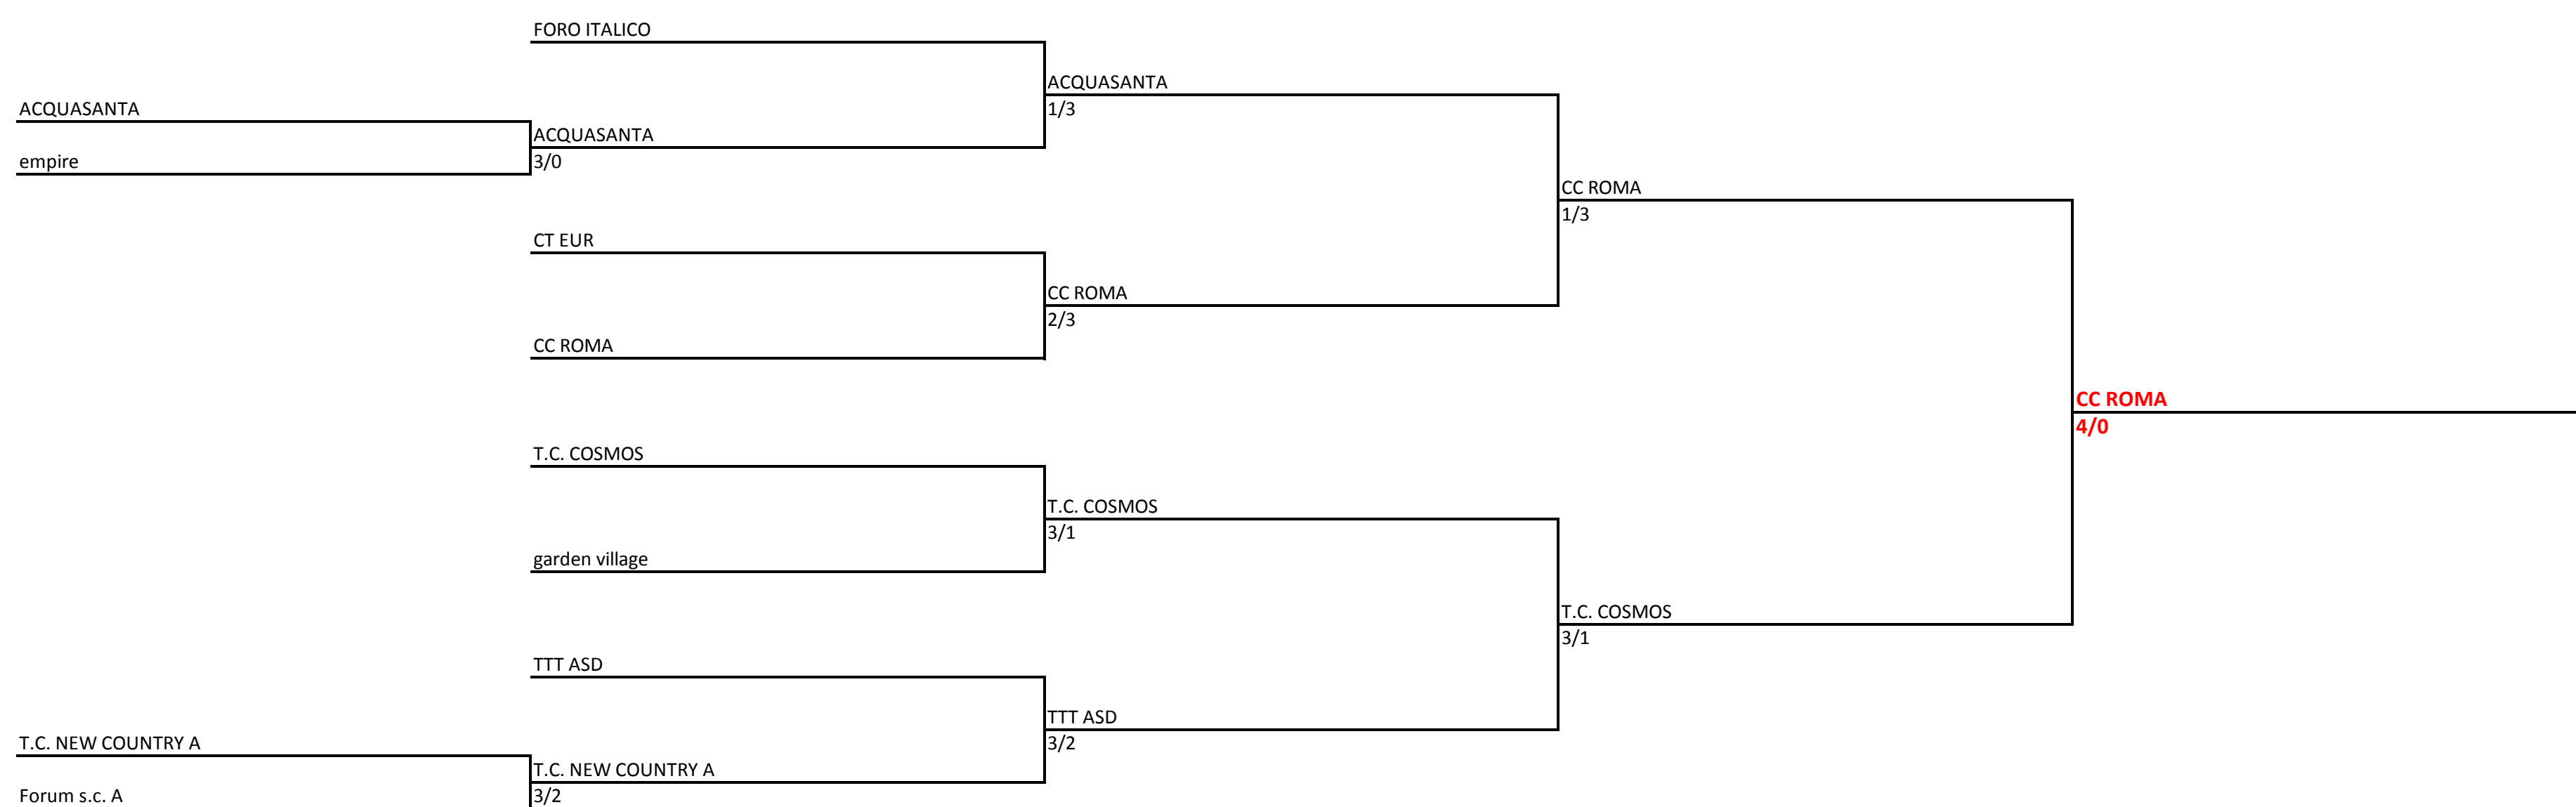 FORO ITALICO
ACQUASANTA
1/3
ACQUASANTA
ACQUASANTA
3/0
empire
CC ROMA
1/3
CT EUR
CC ROMA
2/3
CC ROMA
CC ROMA
4/0
T.C. COSMOS
T.C. COSMOS
3/1
garden village
T.C. COSMOS
3/1
TTT ASD
TTT ASD
3/2
T.C. NEW COUNTRY A
T.C. NEW COUNTRY A
3/2
Forum s.c. A